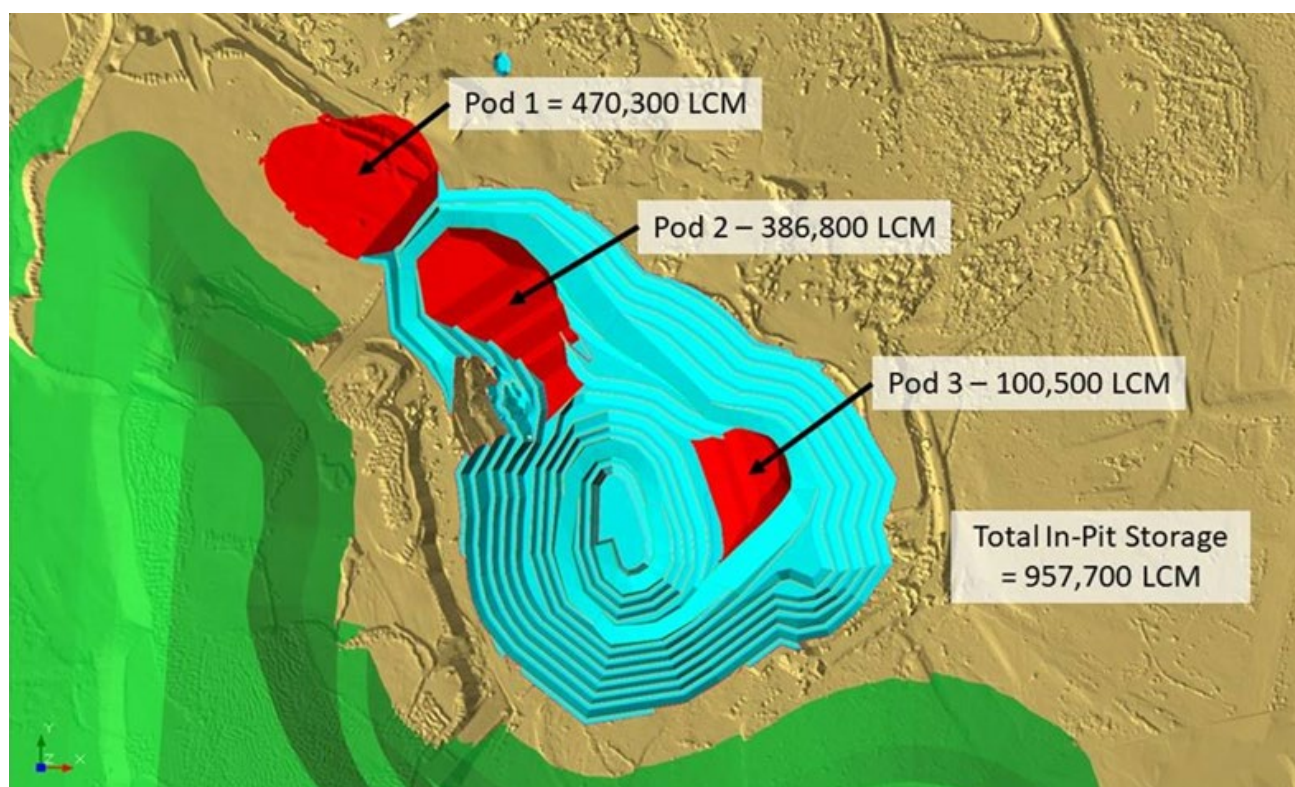 Pod 1 = 470,300 LCM
Pod 2 – 386,800 LCM
Pod 3 – 100,500 LCM
Total In-Pit Storage
= 957,700 LCM
Y
Z
X